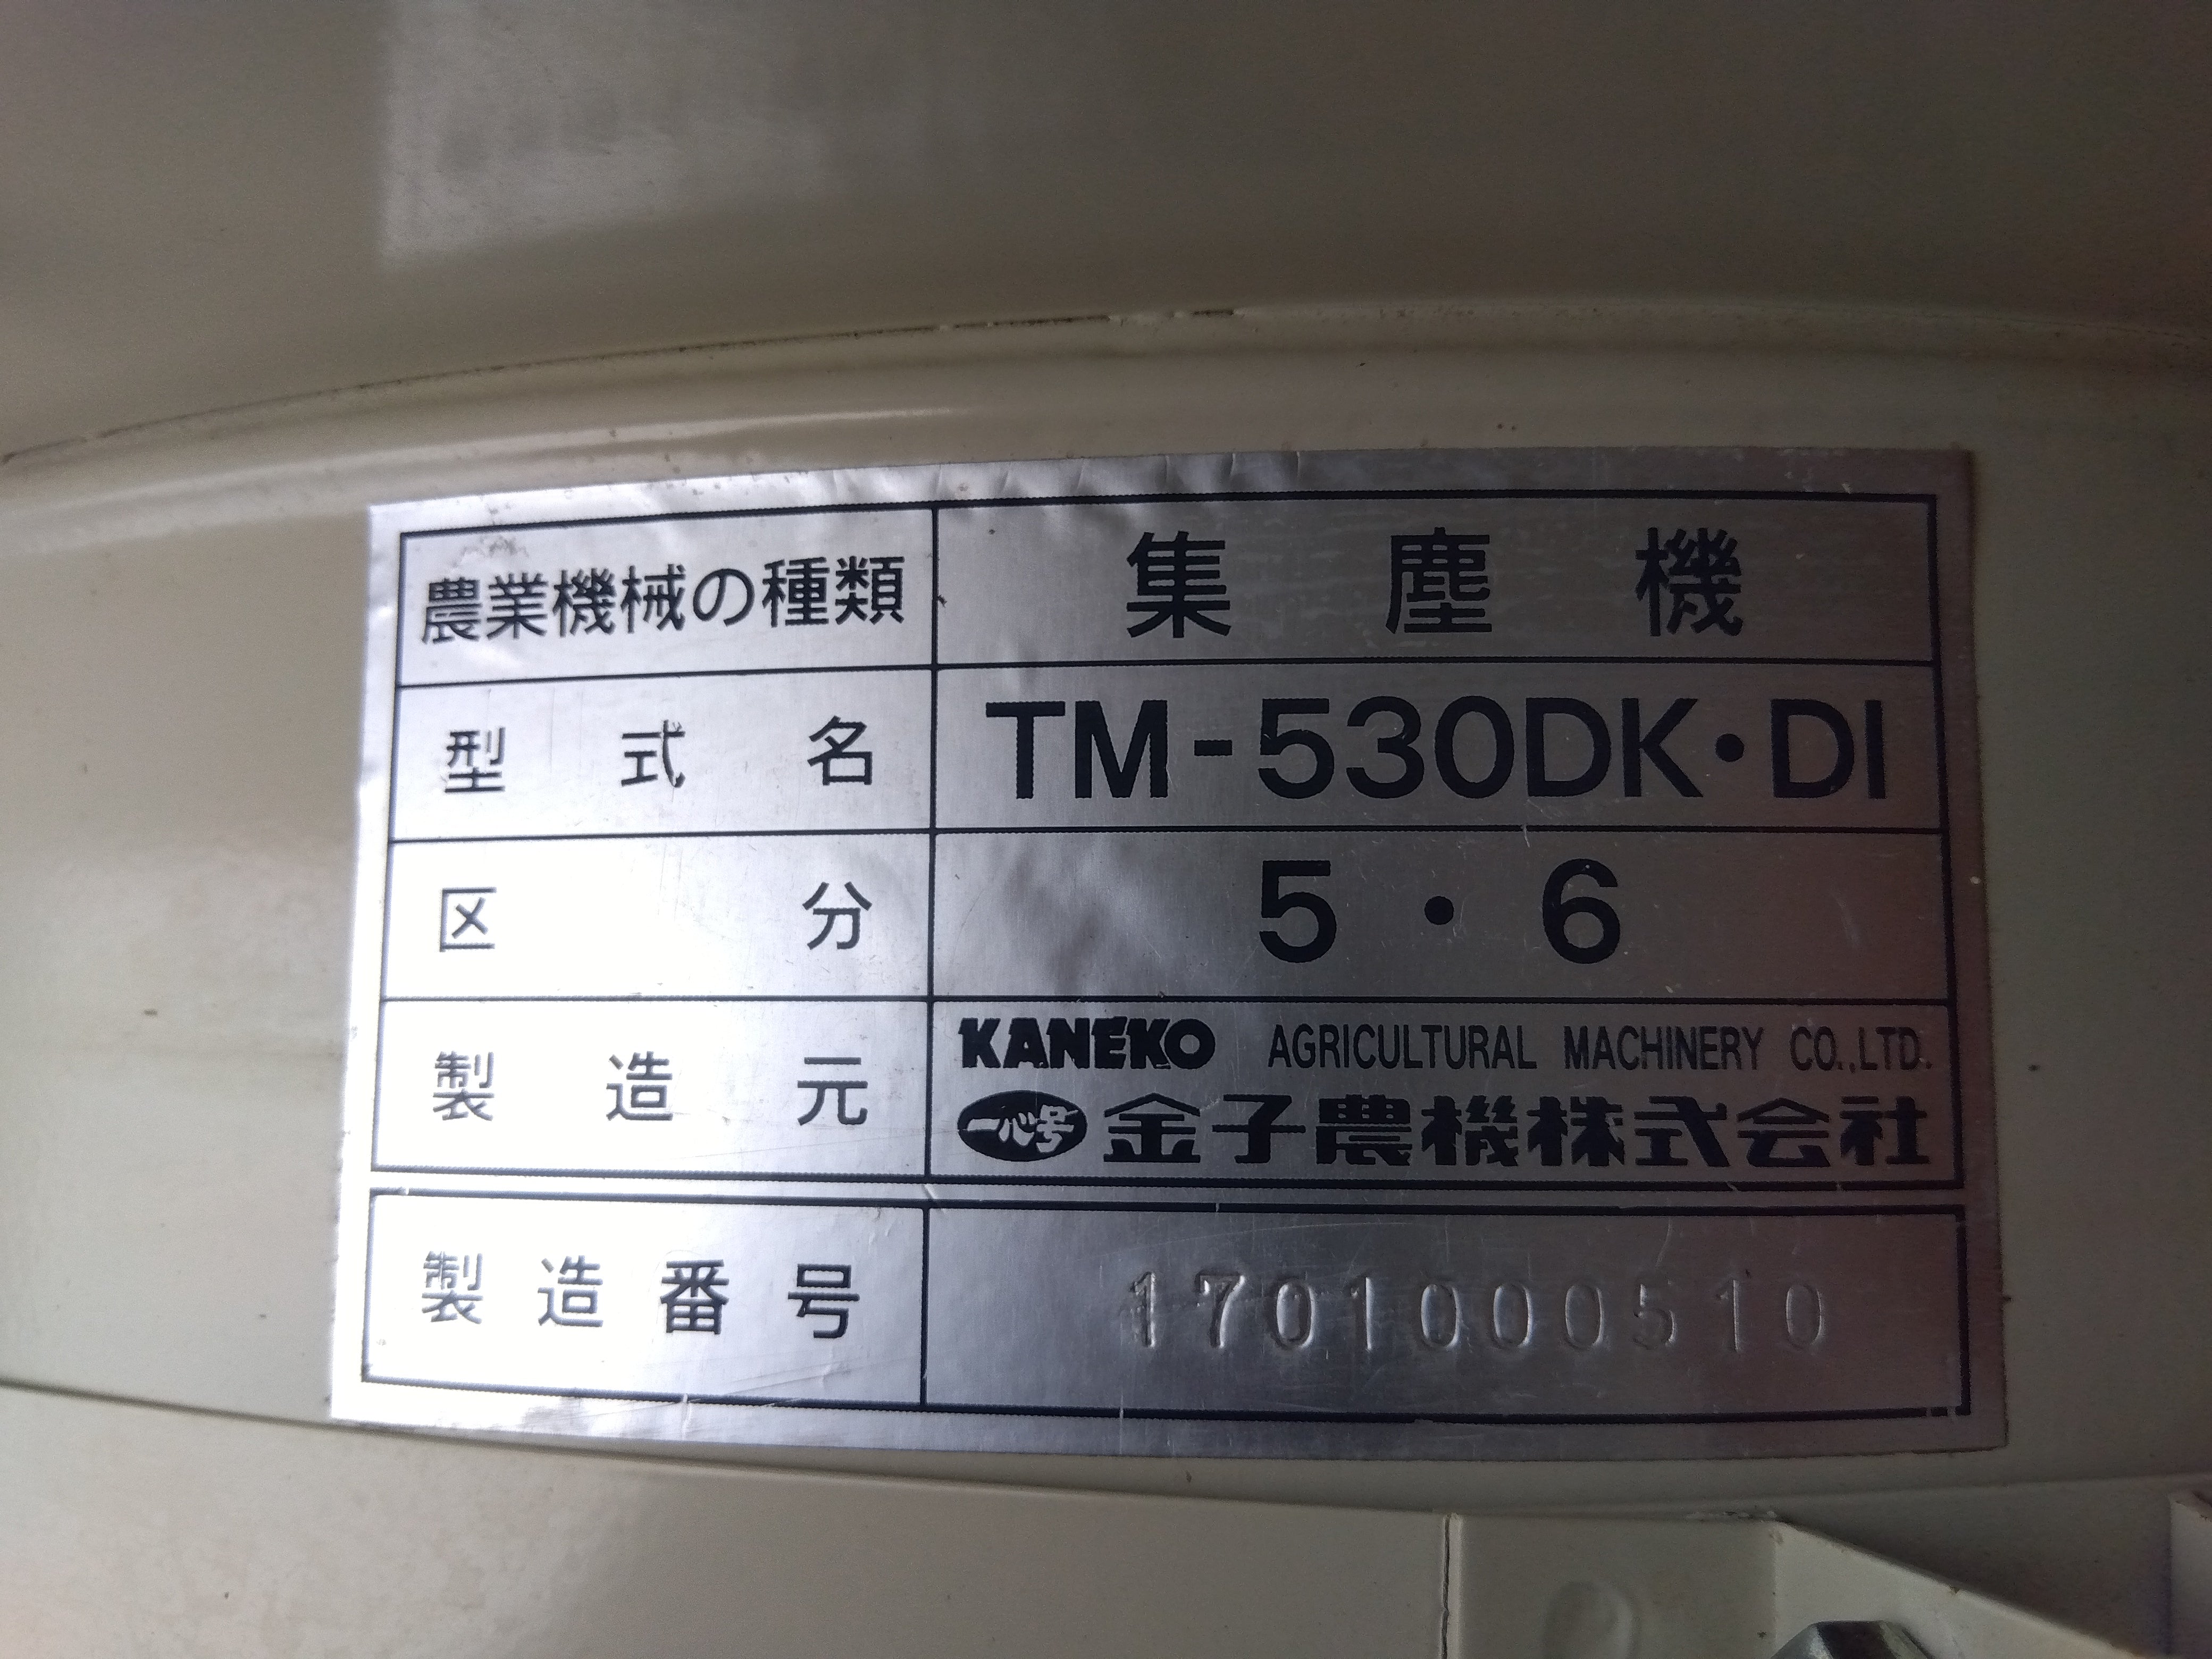 農業機械の種類 集塵機
型式名 TM-530DK・DI
区分 5・6
製造元 KANEKO AGRICULTURAL MACHINERY CO.,LTD.
一心号 金子農機株式会社
製造番号 1701000510